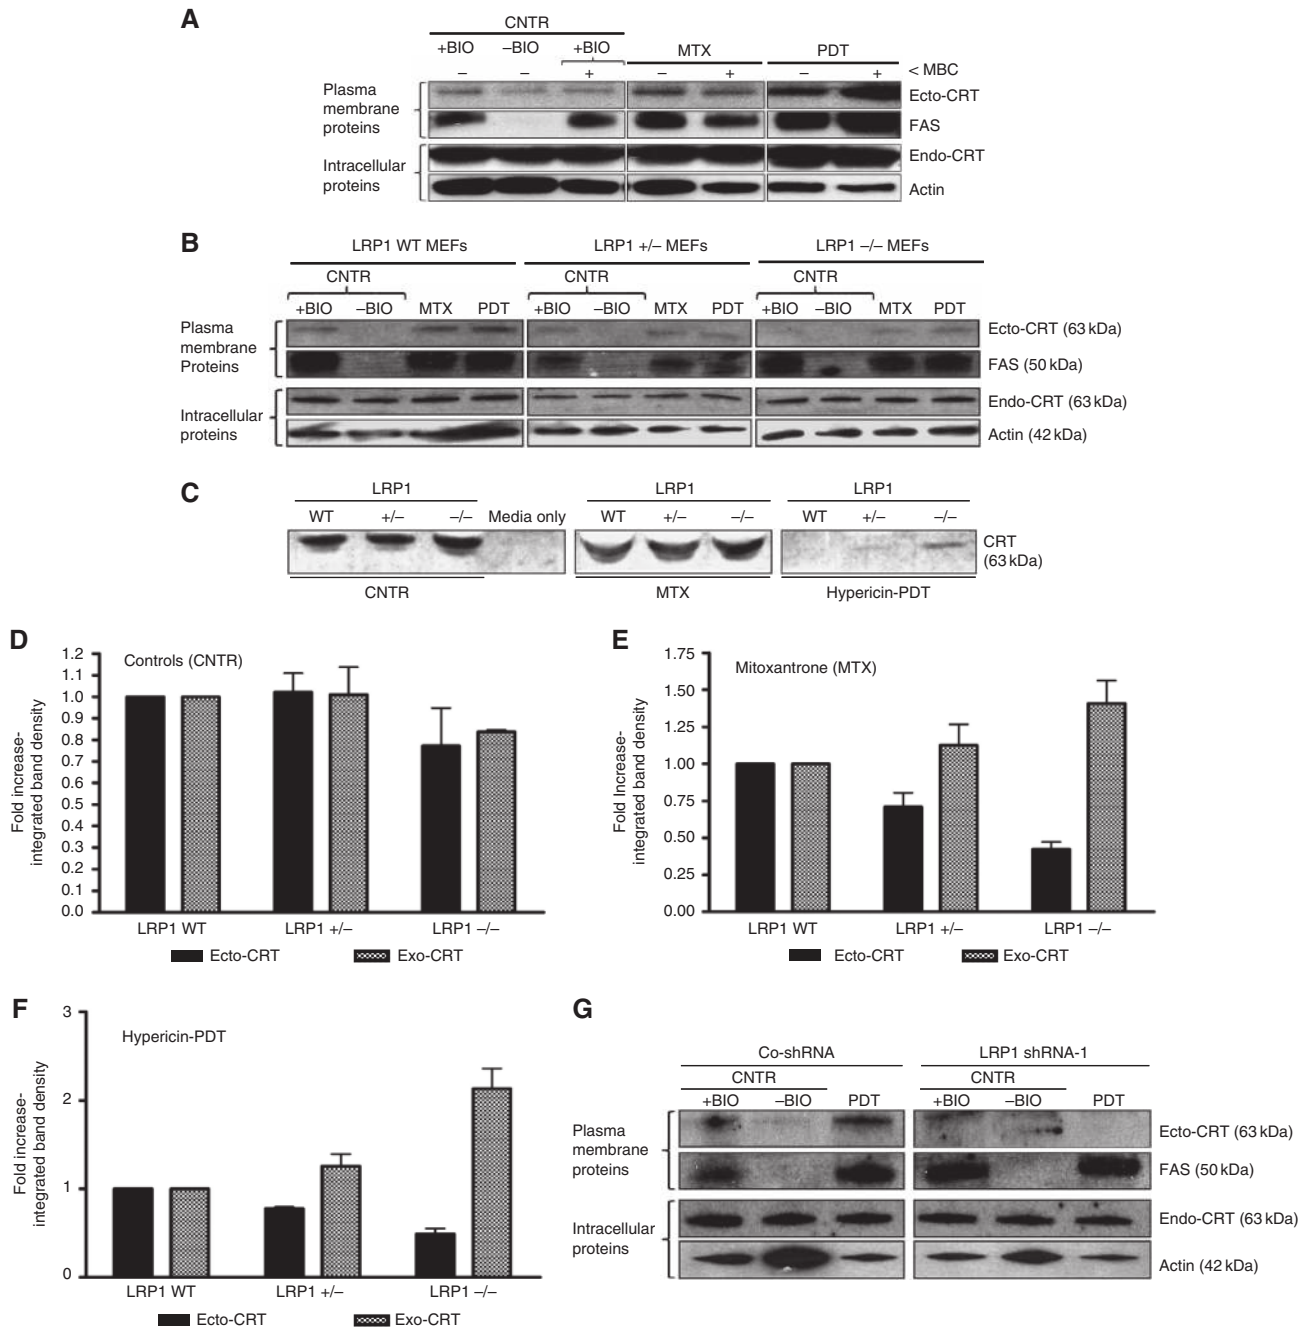 A
CNTR
+BIO –BIO +BIO MTX PDT
– – + – + – + < MBC
Plasma membrane proteins
Ecto-CRT
FAS
Intracellular proteins
Endo-CRT
Actin
B
LRP1 WT MEFs LRP1 +/– MEFs LRP1 –/– MEFs
CNTR CNTR CNTR
+BIO –BIO MTX PDT +BIO –BIO MTX PDT +BIO –BIO MTX PDT
Plasma membrane Proteins
Ecto-CRT (63 kDa)
FAS (50 kDa)
Intracellular proteins
Endo-CRT (63 kDa)
Actin (42 kDa)
C
LRP1 LRP1 LRP1
WT +/– –/– Media only WT +/– –/– WT +/– –/–
CRT (63 kDa)
CNTR MTX Hypericin-PDT
D
Controls (CNTR)
Fold increase-integrated band density
1.2
1.1
1.0
0.9
0.8
0.7
0.6
0.5
0.4
0.3
0.2
0.1
0.0
LRP1 WT LRP1 +/– LRP1 –/–
Ecto-CRT Exo-CRT
E
Mitoxantrone (MTX)
Fold Increase-integrated band density
1.75
1.50
1.25
1.00
0.75
0.50
0.25
0.00
LRP1 WT LRP1 +/– LRP1 –/–
Ecto-CRT Exo-CRT
F
Hypericin-PDT
Fold increase-integrated band density
3
2
1
0
LRP1 WT LRP1 +/– LRP1 –/–
Ecto-CRT Exo-CRT
G
Co-shRNA LRP1 shRNA-1
CNTR CNTR
+BIO –BIO PDT +BIO –BIO PDT
Plasma membrane proteins
Ecto-CRT (63 kDa)
FAS (50 kDa)
Intracellular proteins
Endo-CRT (63 kDa)
Actin (42 kDa)